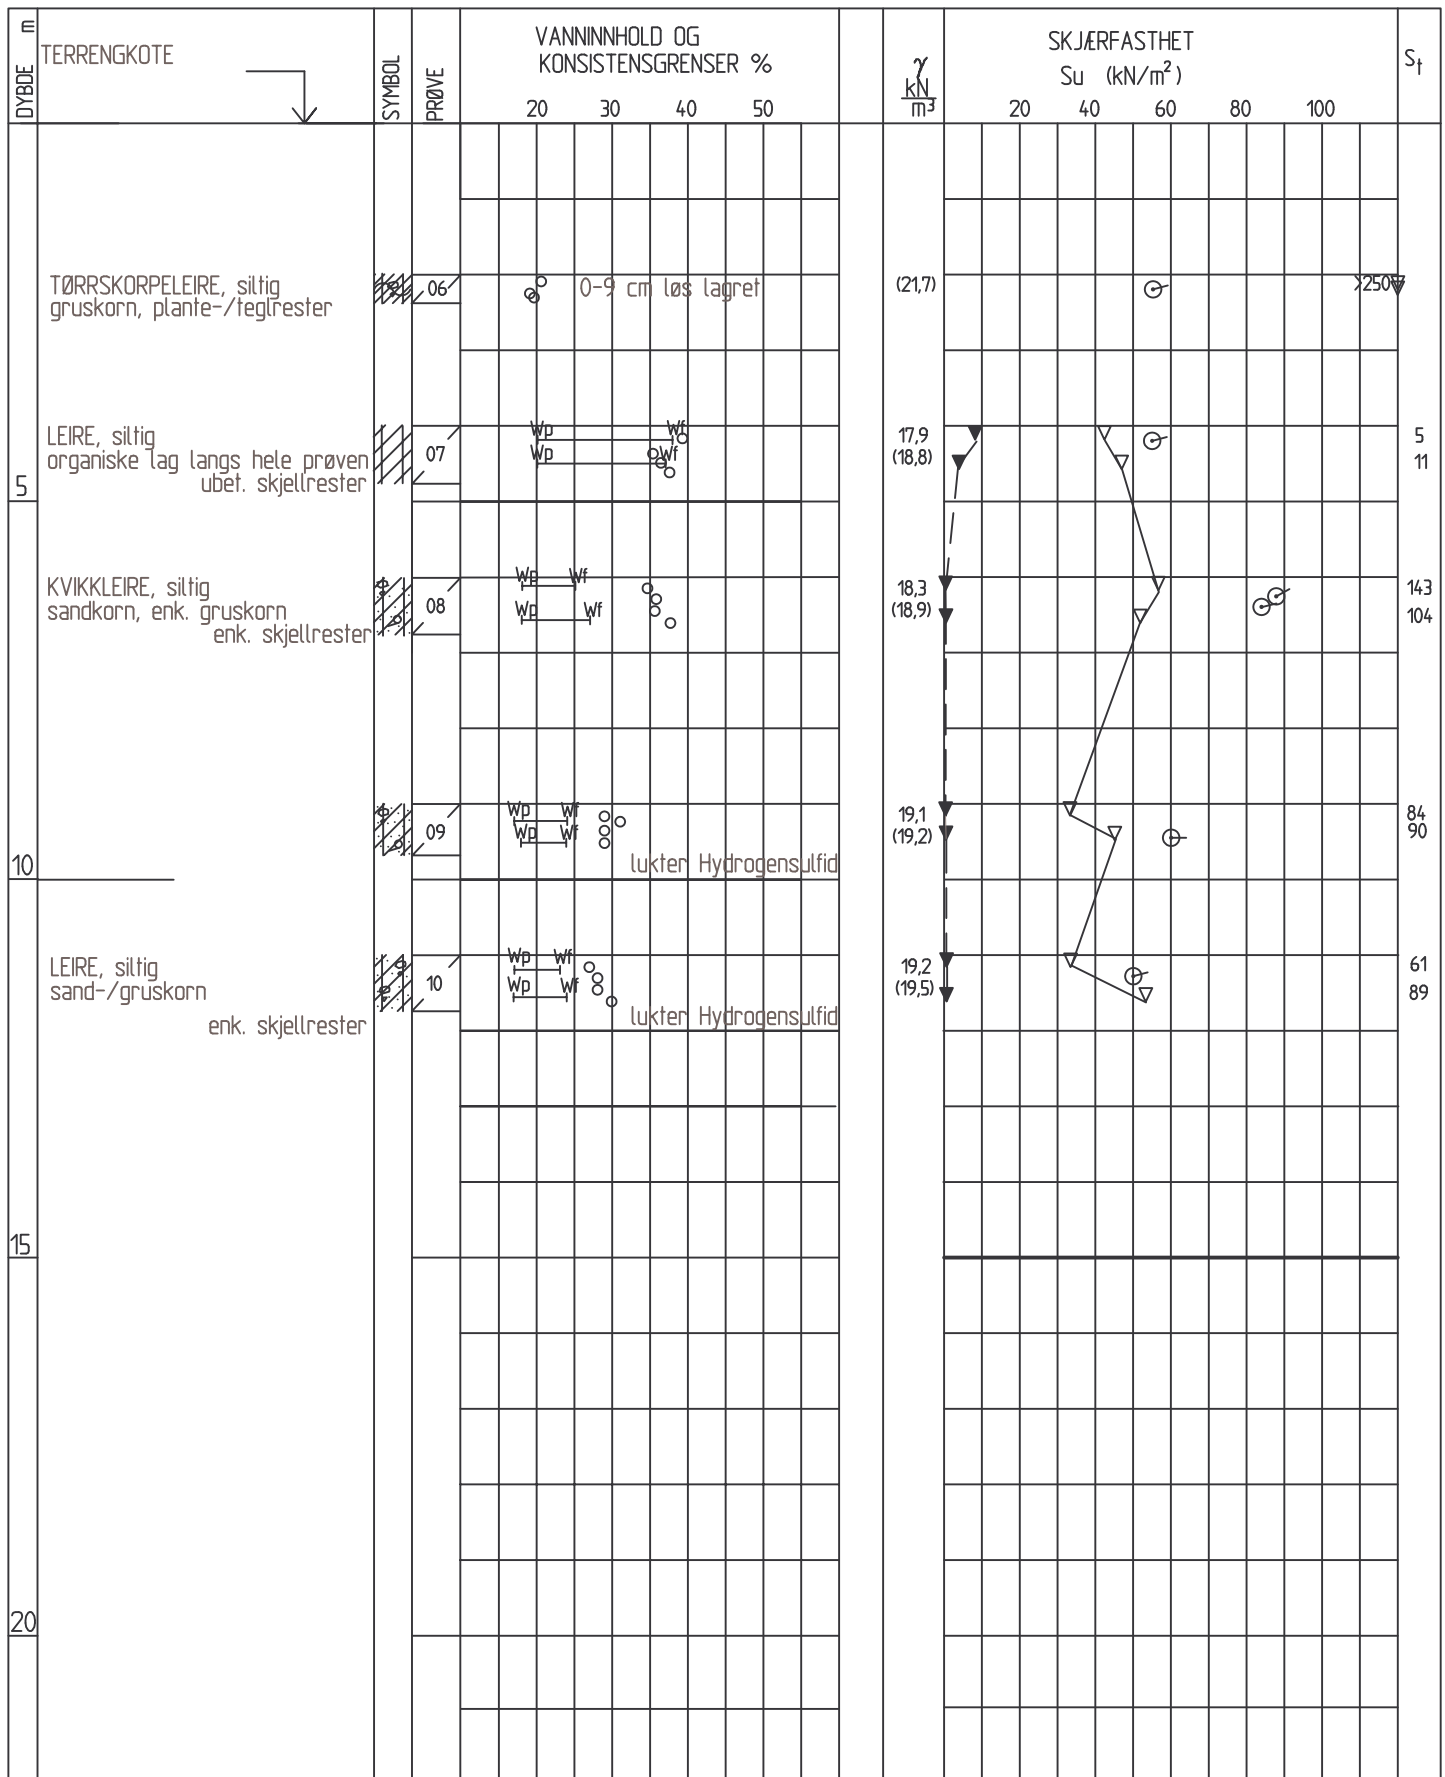 DYBDE m
TERRENGKOTE
SYMBOL
PRØVE
VANNINNHOLD OG
KONSISTENSGRENSER %
20 30 40 50
γ
kN
m³
SKJÆRFASTHET
Su (kN/m²)
20 40 60 80 100
St
TØRRSKORPELEIRE, siltig
gruskorn, plante-/teglrester
06
0-9 cm løs lagret
(21,7)
>250
LEIRE, siltig
organiske lag langs hele prøven
ubet. skjellrester
07
Wp Wf
Wp Wf
17,9
(18,8)
5
11
5
KVIKKLEIRE, siltig
sandkorn, enk. gruskorn
enk. skjellrester
08
Wp Wf
Wp Wf
18,3
(18,9)
143
104
09
Wp Wf
Wp Wf
lukter Hydrogensulfid
19,1
(19,2)
84
90
10
LEIRE, siltig
sand-/gruskorn
enk. skjellrester
10
Wp Wf
Wp Wf
lukter Hydrogensulfid
19,2
(19,5)
61
89
15
20